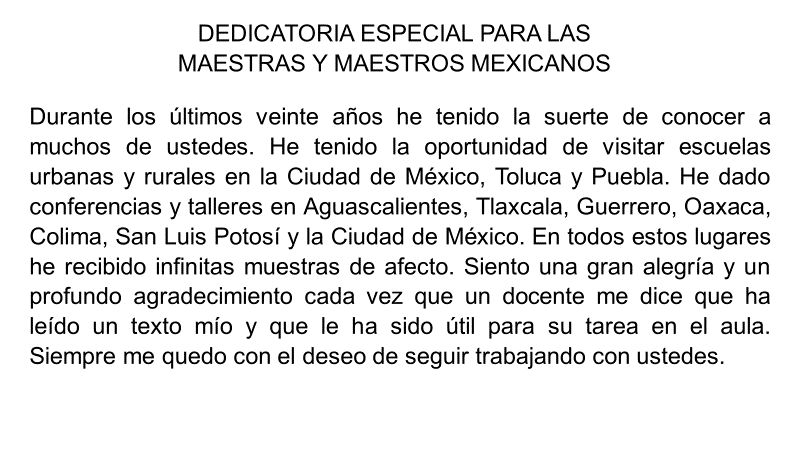 DEDICATORIA ESPECIAL PARA LAS
MAESTRAS Y MAESTROS MEXICANOS
Durante los últimos veinte años he tenido la suerte de conocer a
muchos de ustedes. He tenido la oportunidad de visitar escuelas
urbanas y rurales en la Ciudad de México, Toluca y Puebla. He dado
conferencias y talleres en Aguascalientes, Tlaxcala, Guerrero, Oaxaca,
Colima, San Luis Potosí y la Ciudad de México. En todos estos lugares
he recibido infinitas muestras de afecto. Siento una gran alegría y un
profundo agradecimiento cada vez que un docente me dice que ha
leído un texto mío y que le ha sido útil para su tarea en el aula.
Siempre me quedo con el deseo de seguir trabajando con ustedes.